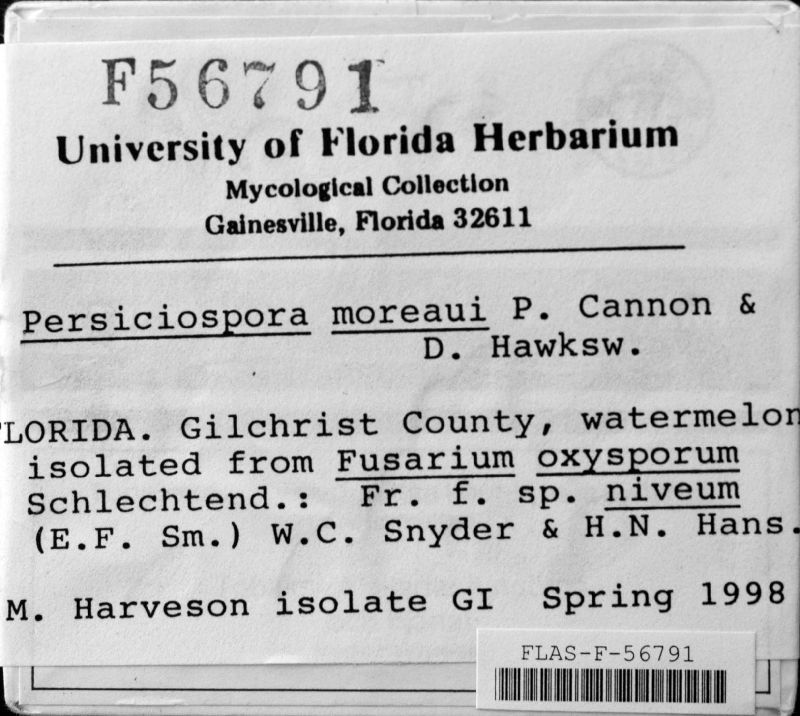 F56791
University of Florida Herbarium
Mycological Collection
Gainesville, Florida 32611
Persiciospora moreaui P. Cannon &
D. Hawksw.
FLORIDA. Gilchrist County, watermelon
isolated from Fusarium oxysporum
Schlechtend.: Fr. f. sp. niveum
(E.F. Sm.) W.C. Snyder & H.N. Hans.
M. Harveson isolate GI Spring 1998
FLAS-F-56791